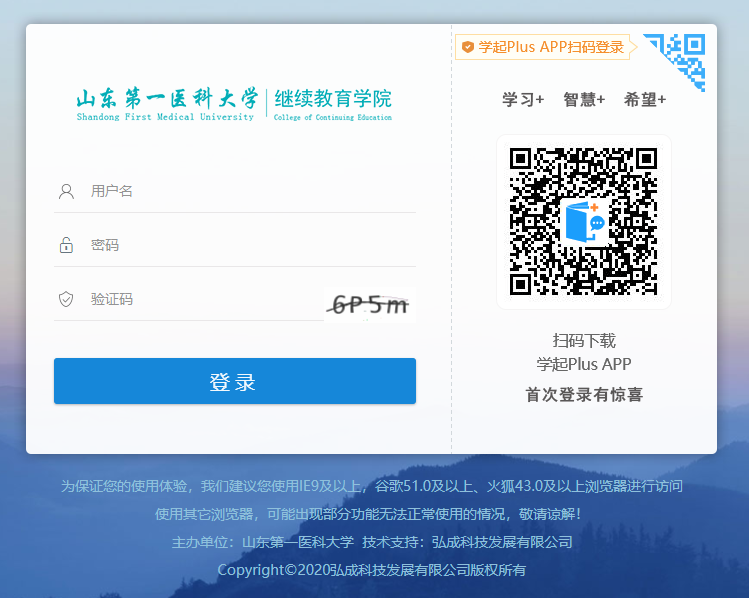 山东第一医科大学 继续教育学院
Shandong First Medical University College of Continuing Education
用户名
密码
验证码 6P5m
登录
学起Plus APP扫码登录
学习+ 智慧+ 希望+
扫码下载
学起Plus APP
首次登录有惊喜
为保证您的使用体验，我们建议您使用IE9及以上，谷歌51.0及以上、火狐43.0及以上浏览器进行访问
使用其它浏览器，可能出现部分功能无法正常使用的情况，敬请谅解！
主办单位：山东第一医科大学 技术支持：弘成科技发展有限公司
Copyright©2020弘成科技发展有限公司版权所有